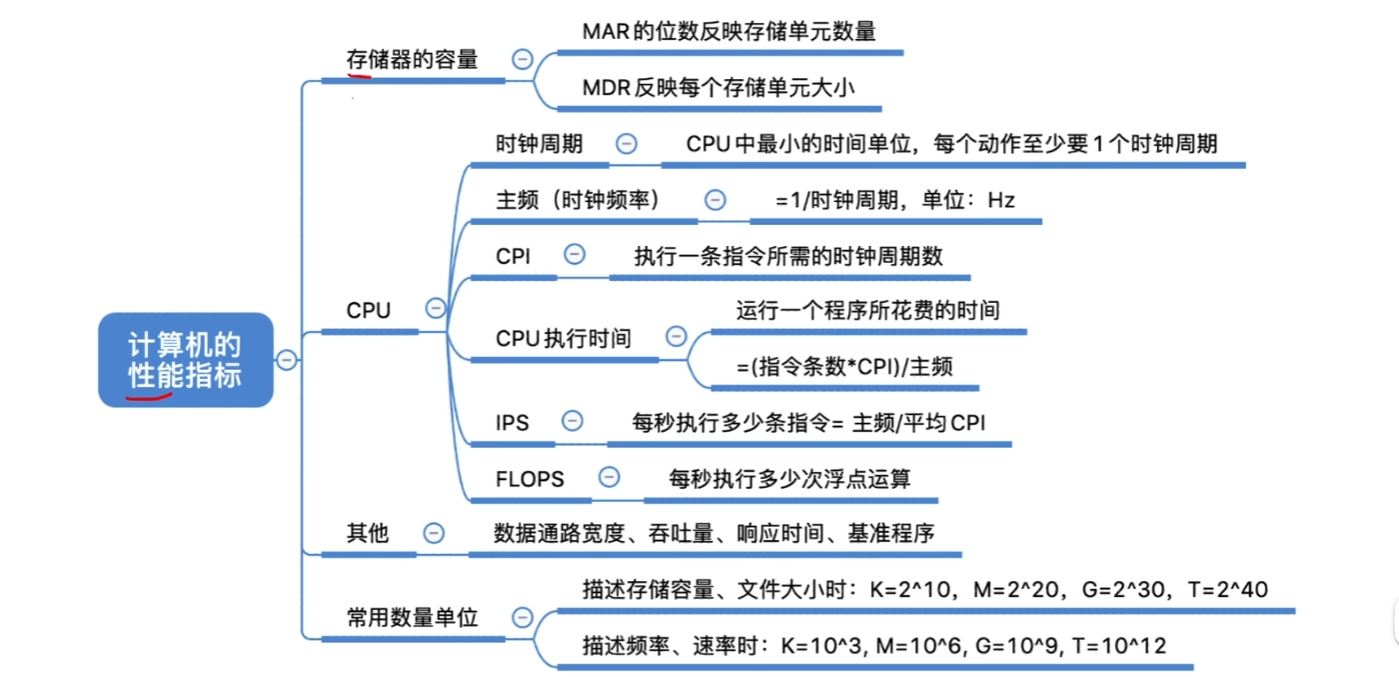 计算机的
性能指标
存储器的容量
MAR的位数反映存储单元数量
MDR反映每个存储单元大小
CPU
时钟周期
CPU中最小的时间单位，每个动作至少要1个时钟周期
主频（时钟频率）
=1/时钟周期，单位：Hz
CPI
执行一条指令所需的时钟周期数
CPU执行时间
运行一个程序所花费的时间
=(指令条数*CPI)/主频
IPS
每秒执行多少条指令= 主频/平均CPI
FLOPS
每秒执行多少次浮点运算
其他
数据通路宽度、吞吐量、响应时间、基准程序
常用数量单位
描述存储容量、文件大小时：K=2^10，M=2^20，G=2^30，T=2^40
描述频率、速率时：K=10^3, M=10^6, G=10^9, T=10^12